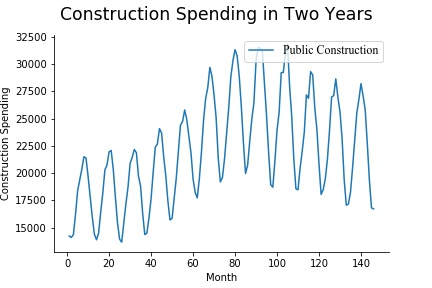 Construction Spending in Two Years
Public Construction
Construction Spending
32500
30000
27500
25000
22500
20000
17500
15000
0 20 40 60 80 100 120 140
Month